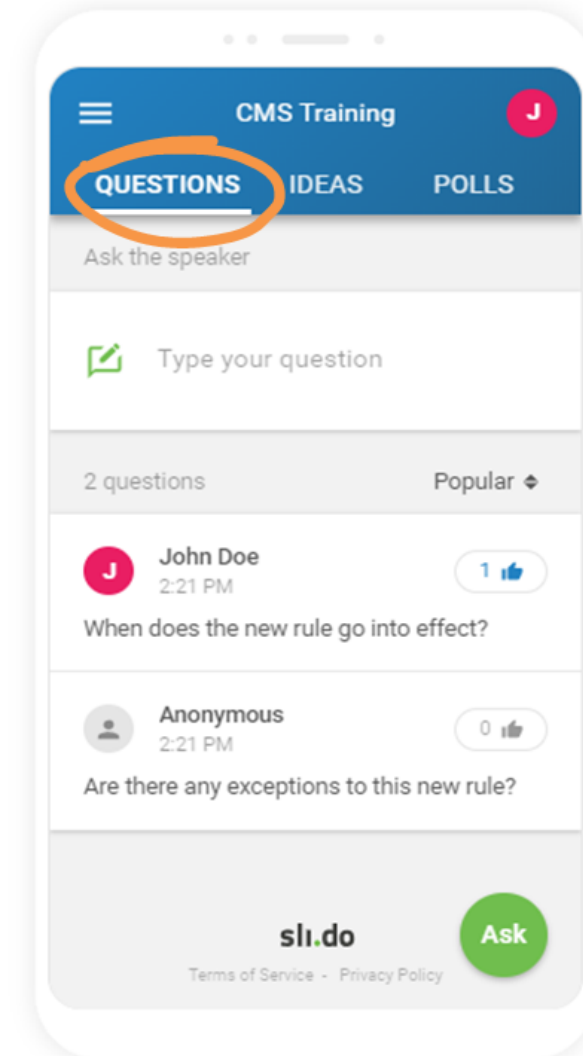 CMS Training
J
QUESTIONS IDEAS POLLS
Ask the speaker
Type your question
2 questions Popular
J
John Doe
1
2:21 PM
When does the new rule go into effect?
Anonymous
0
2:21 PM
Are there any exceptions to this new rule?
sli.do
Ask
Terms of Service - Privacy Policy